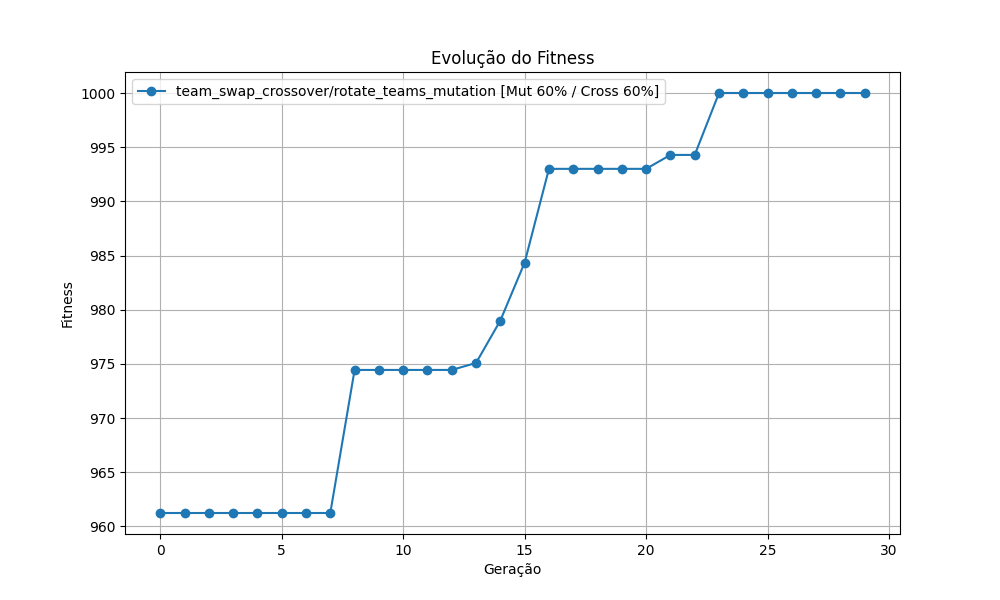 Evolução do Fitness
team_swap_crossover/rotate_teams_mutation [Mut 60% / Cross 60%]
1000
995
990
985
980
975
970
965
960
Fitness
0 5 10 15 20 25 30
Geração